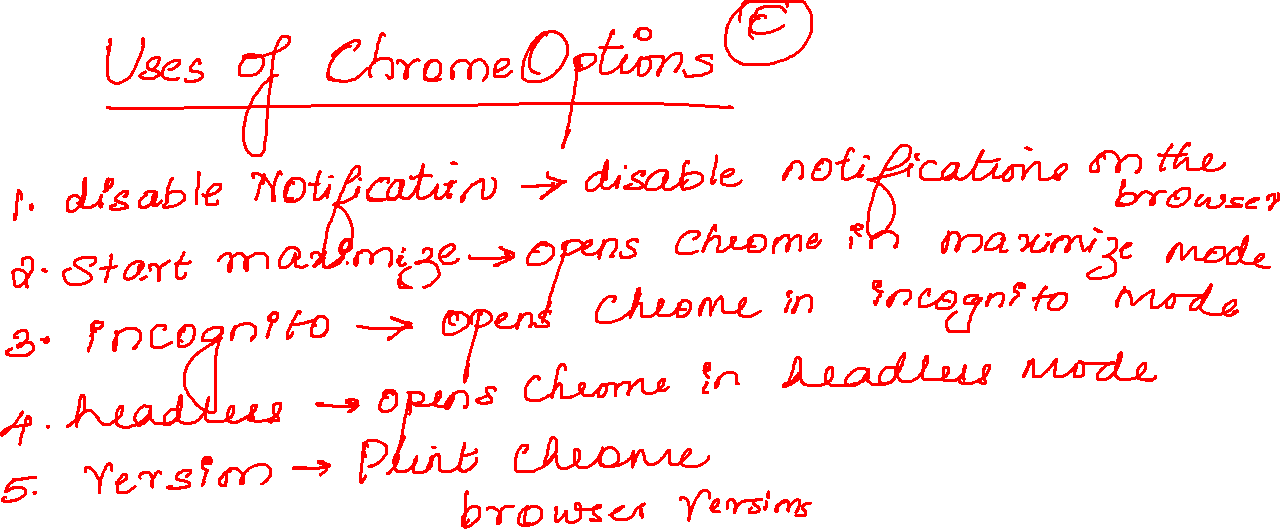 Uses of ChromeOptions C
1. disable Notification → disable notifications on the browser
2. Start maximize → opens chrome in maximize mode
3. incognito → opens chrome in incognito mode
4. headless → opens chrome in headless mode
5. Version → Print chrome
browser versions